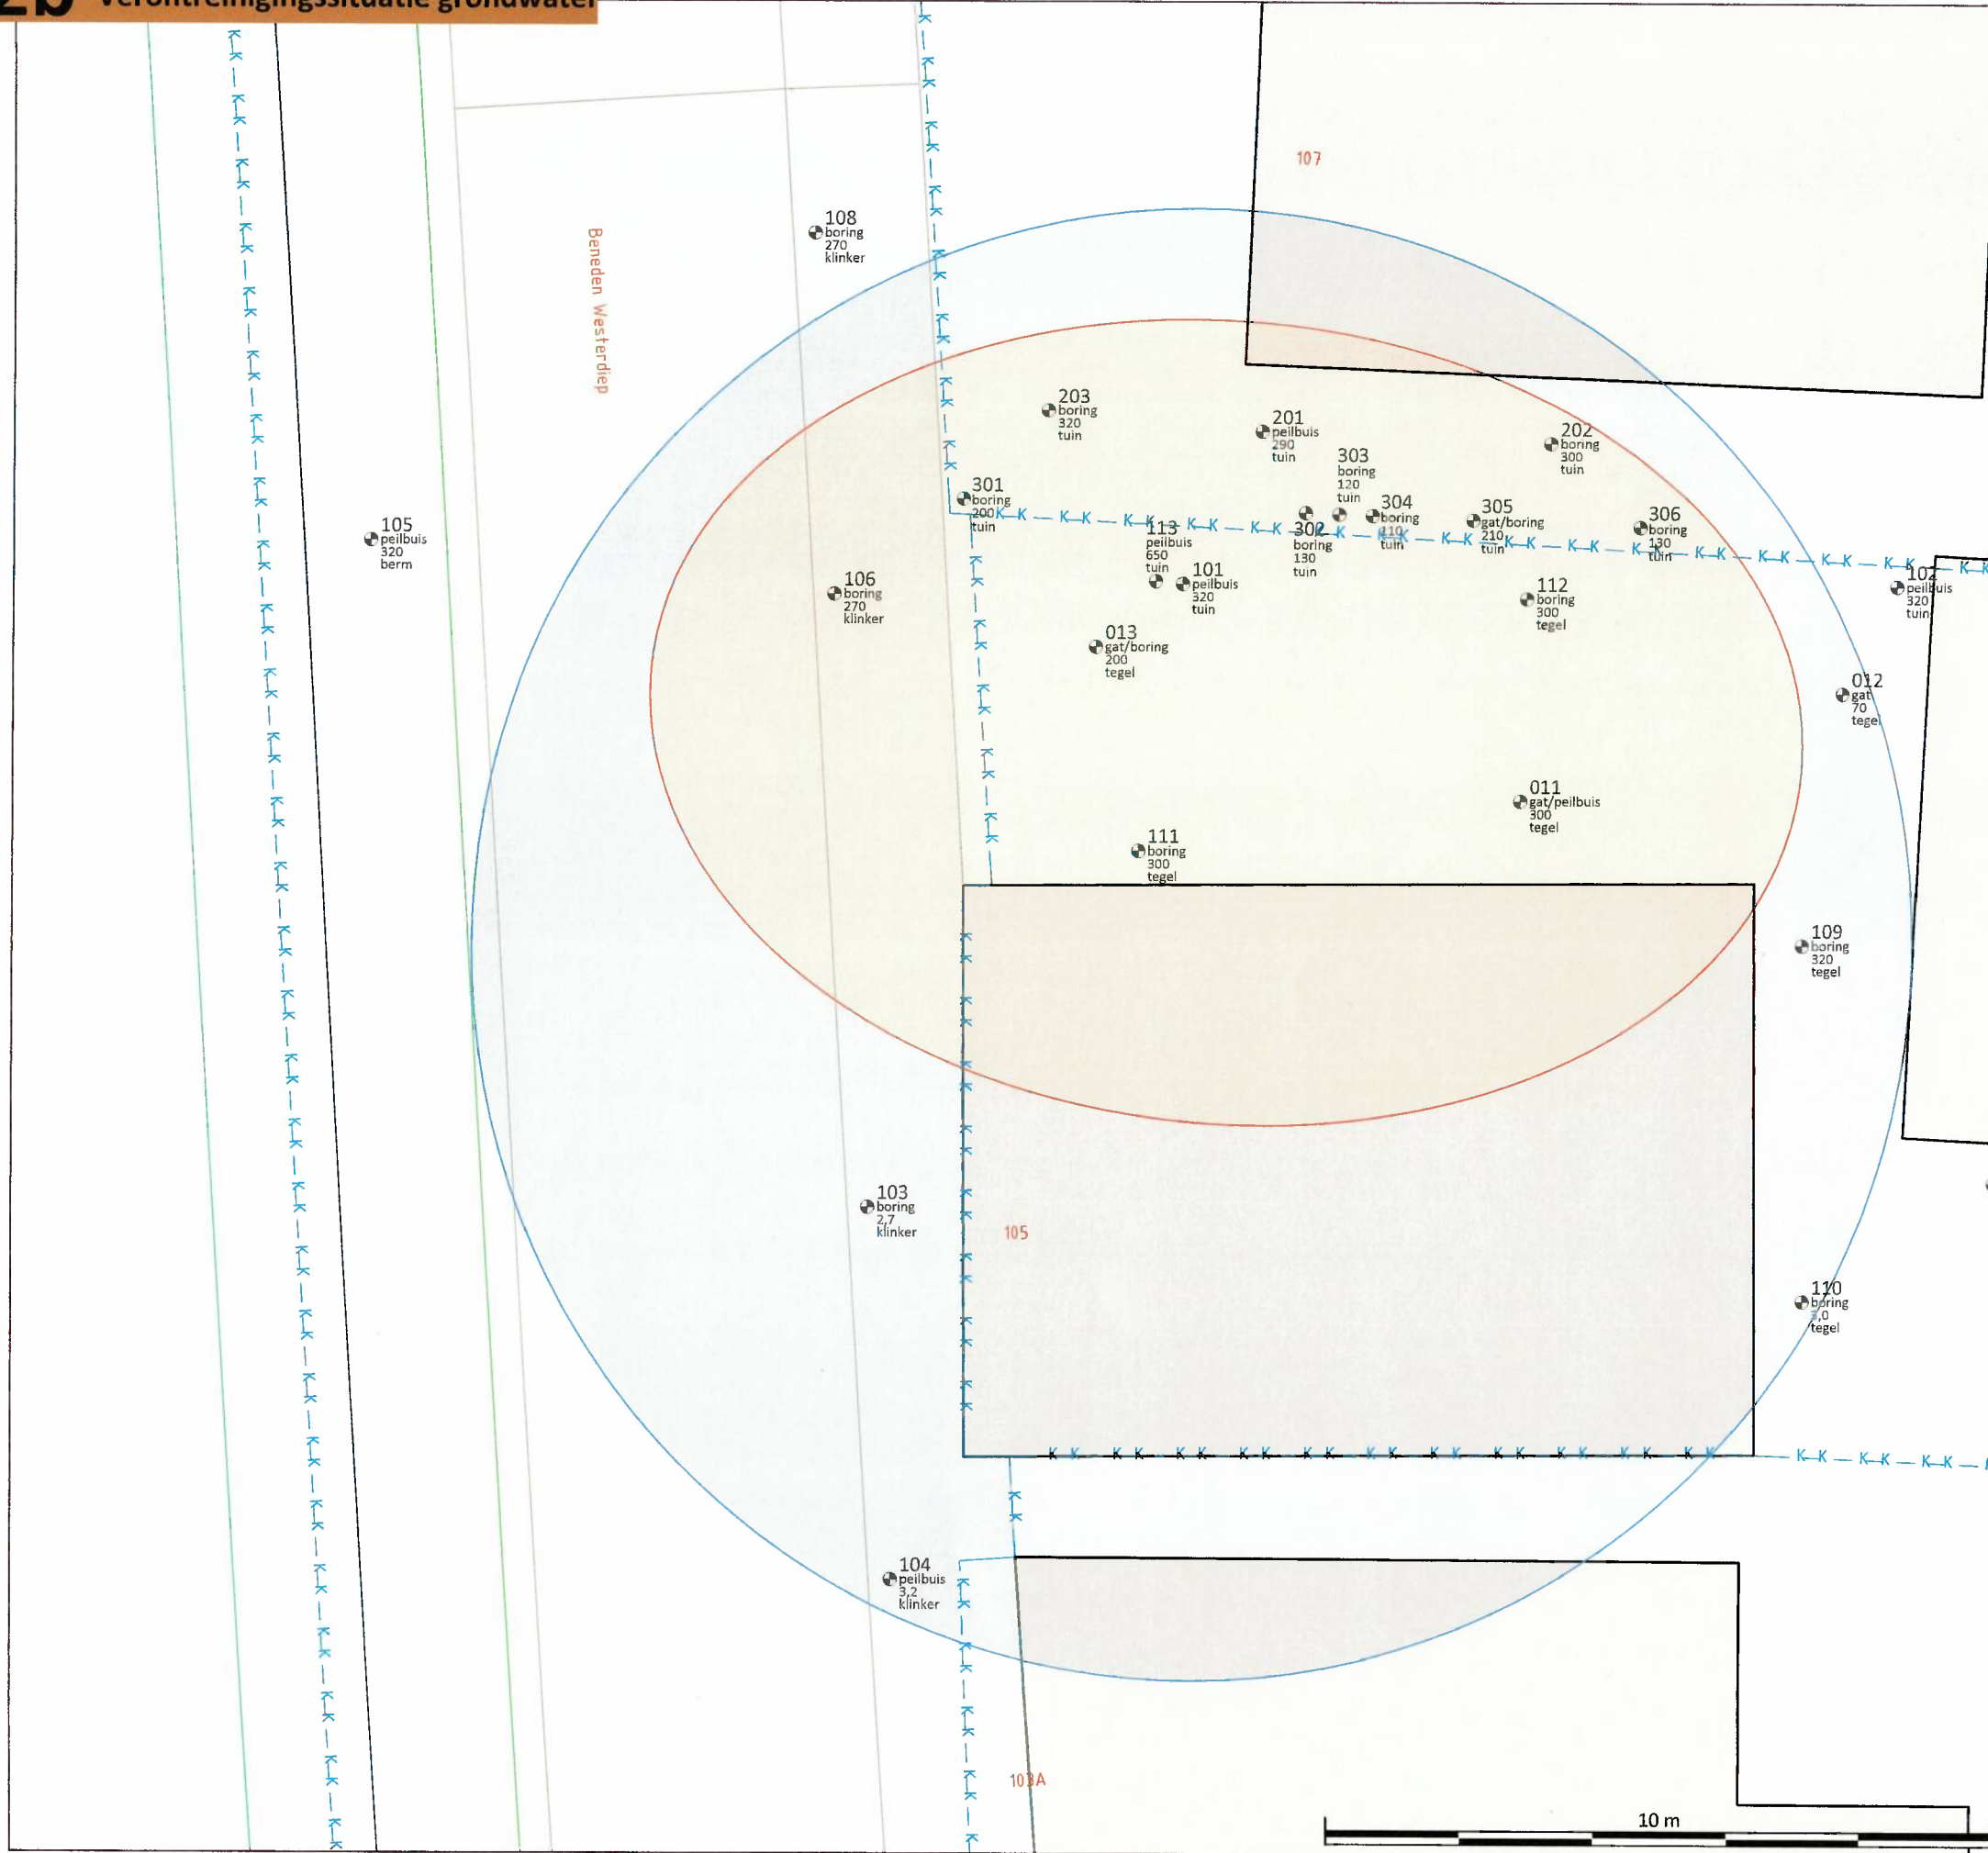 2b Verontreinigingssituatie grondwater
107
Beneden Westerdiep
108
boring
270
klinker
203
boring
320
tuin
201
peilbuis
290
tuin
202
boring
300
tuin
303
boring
120
tuin
301
boring
200
tuin
304
boring
110
tuin
305
gat/boring
210
tuin
306
boring
130
tuin
105
peilbuis
320
berm
113
peilbuis
650
tuin
302
boring
130
tuin
101
peilbuis
320
tuin
106
boring
270
klinker
112
boring
300
tegel
102
peilbuis
320
tuin
013
gat/boring
200
tegel
012
gat
70
tegel
011
gat/peilbuis
300
tegel
111
boring
300
tegel
109
boring
320
tegel
103
boring
2,7
klinker
105
110
boring
3,0
tegel
104
peilbuis
3,2
klinker
103A
10 m